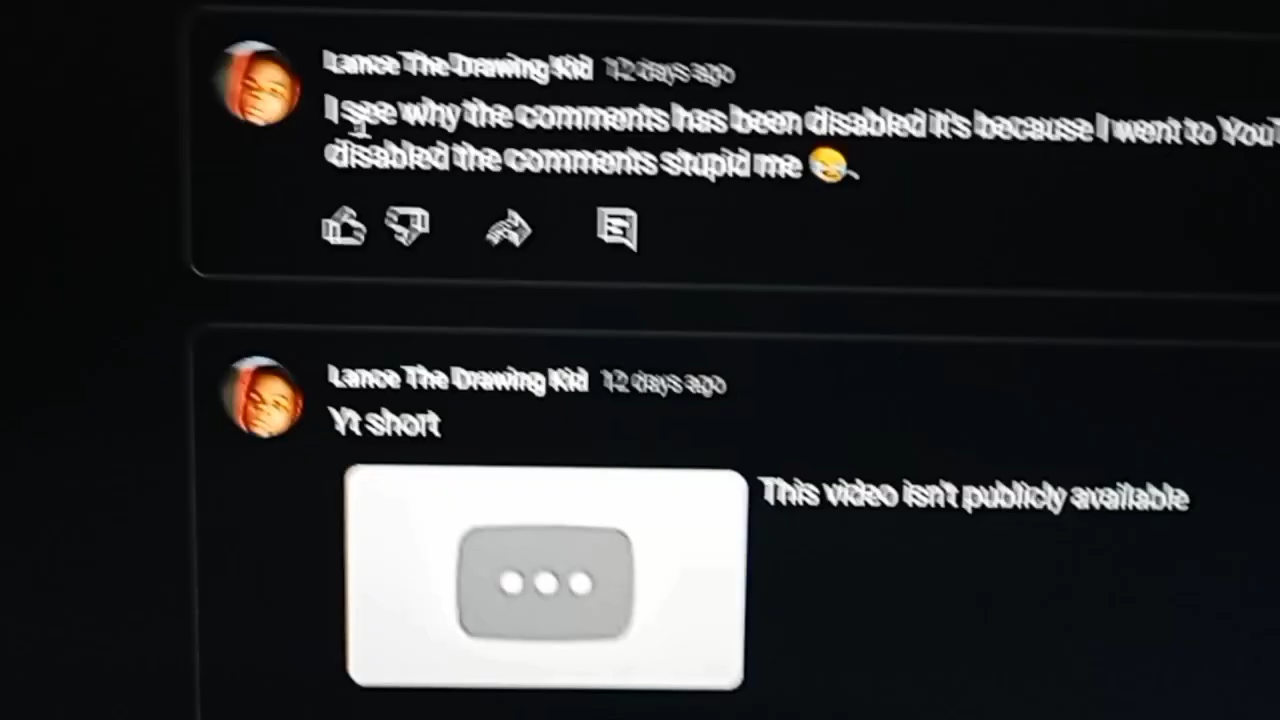 Lance The Drawing Kid 12 days ago
I see why the comments has been disabled it's because I went to YouT
disabled the comments stupid me
Lance The Drawing Kid 12 days ago
Yt short
This video isn't publicly available